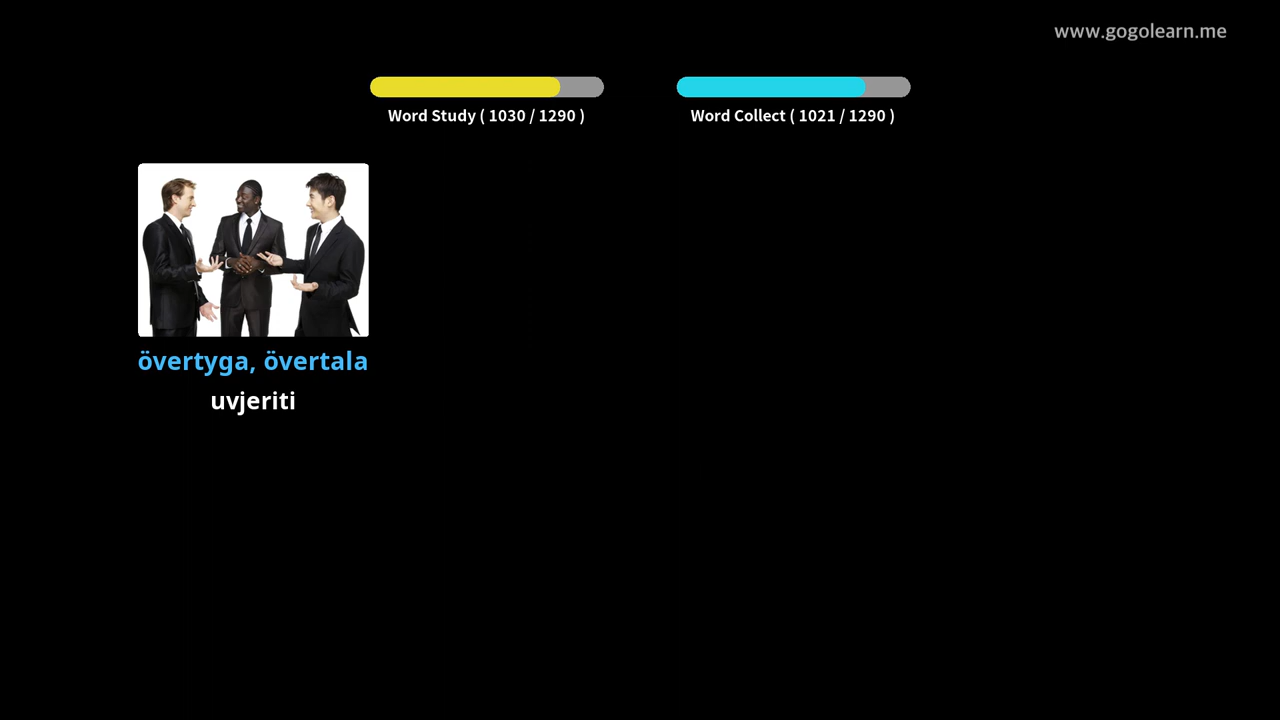 www.gogolearn.me
Word Study ( 1030 / 1290 )
Word Collect ( 1021 / 1290 )
övertyga, övertala
uvjeriti